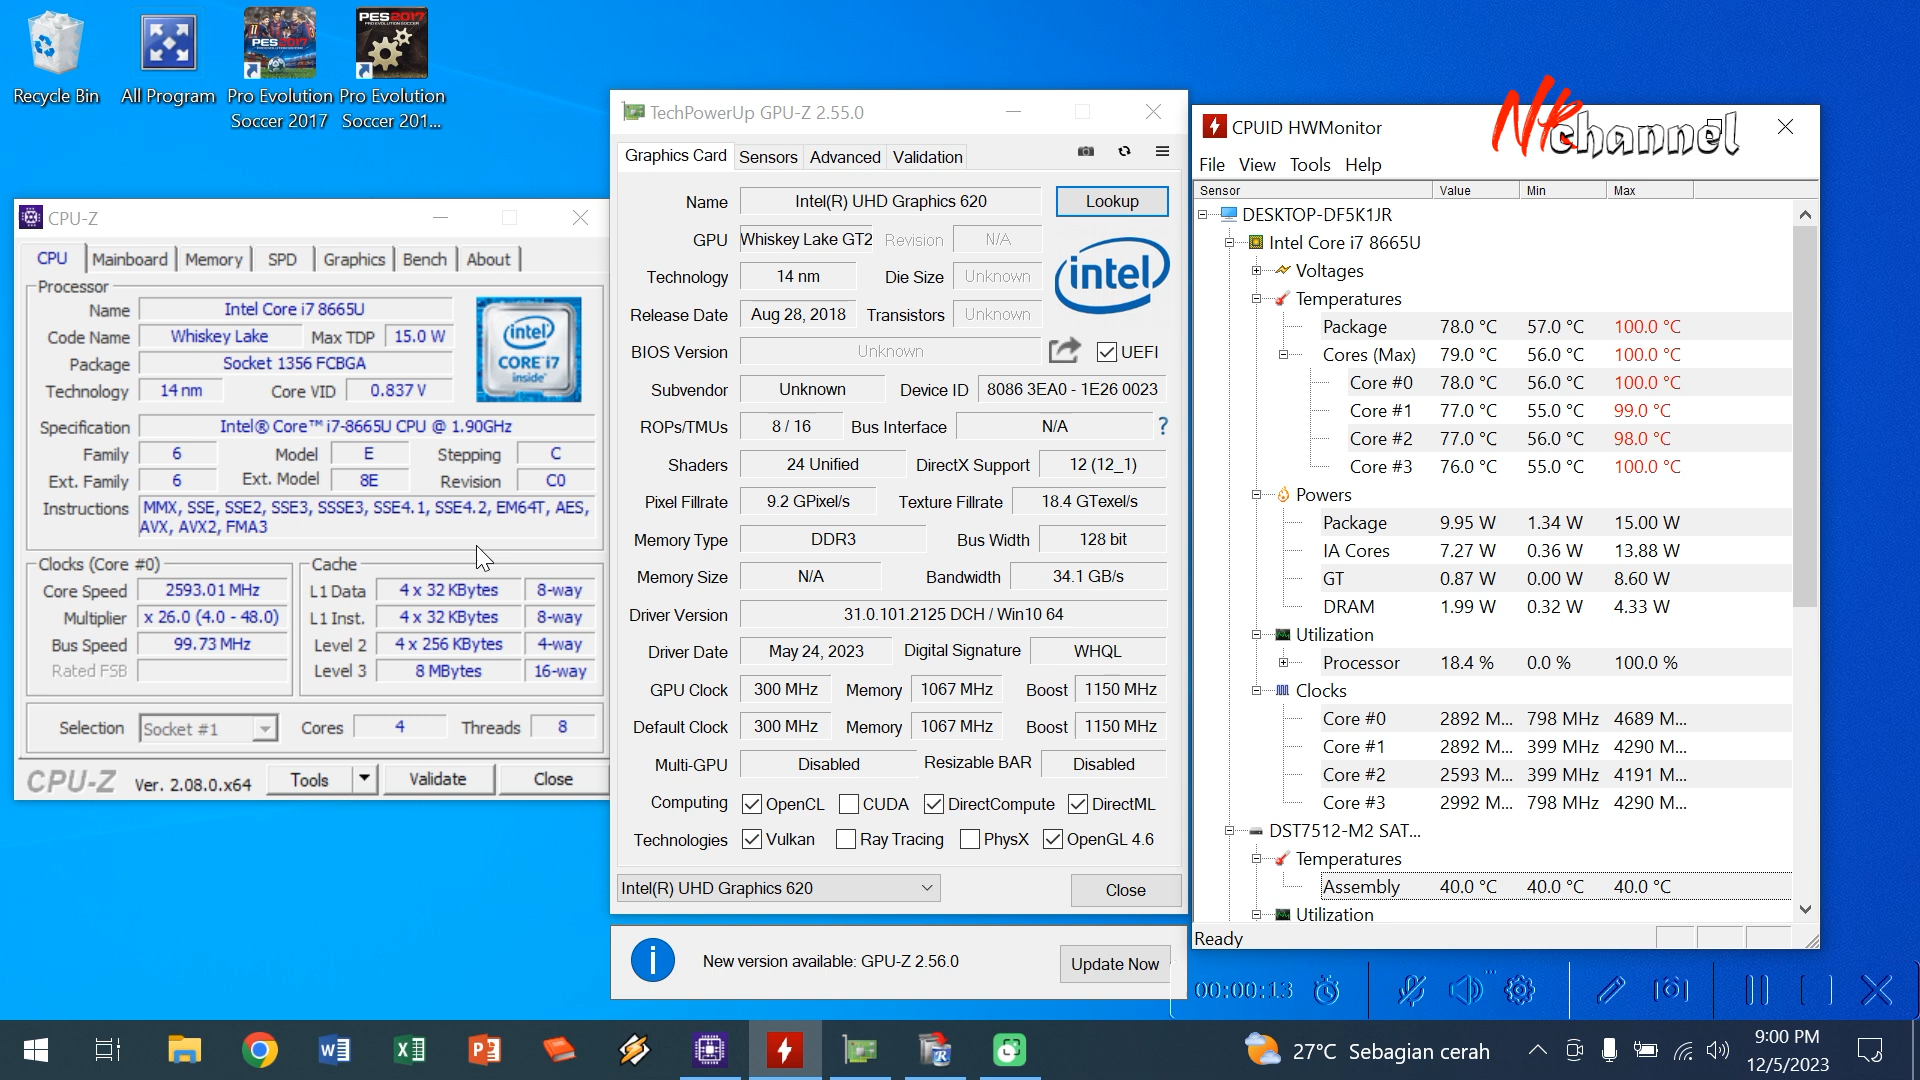 Recycle Bin
All Program
Pro Evolution Soccer 2017
Pro Evolution Soccer 201...
CPU-Z
CPU Mainboard Memory SPD Graphics Bench About
Processor
Name Intel Core i7 8665U
Code Name Whiskey Lake Max TDP 15.0 W
Package Socket 1356 FCBGA
Technology 14 nm Core VID 0.837 V
intel CORE i7 inside
Specification Intel® Core™ i7-8665U CPU @ 1.90GHz
Family 6 Model E Stepping C
Ext. Family 6 Ext. Model 8E Revision C0
Instructions MMX, SSE, SSE2, SSE3, SSSE3, SSE4.1, SSE4.2, EM64T, AES,
AVX, AVX2, FMA3
Clocks (Core #0)
Core Speed 2593.01 MHz
Multiplier x 26.0 (4.0 - 48.0)
Bus Speed 99.73 MHz
Rated FSB
Cache
L1 Data 4 x 32 KBytes 8-way
L1 Inst. 4 x 32 KBytes 8-way
Level 2 4 x 256 KBytes 4-way
Level 3 8 MBytes 16-way
Selection Socket #1 Cores 4 Threads 8
CPU-Z Ver. 2.08.0.x64 Tools Validate Close
TechPowerUp GPU-Z 2.55.0
Graphics Card Sensors Advanced Validation
Name Intel(R) UHD Graphics 620 Lookup
GPU Whiskey Lake GT2 Revision N/A
intel
Technology 14 nm Die Size Unknown
Release Date Aug 28, 2018 Transistors Unknown
BIOS Version Unknown UEFI
Subvendor Unknown Device ID 8086 3EA0 - 1E26 0023
ROPs/TMUs 8 / 16 Bus Interface N/A ?
Shaders 24 Unified DirectX Support 12 (12_1)
Pixel Fillrate 9.2 GPixel/s Texture Fillrate 18.4 GTexel/s
Memory Type DDR3 Bus Width 128 bit
Memory Size N/A Bandwidth 34.1 GB/s
Driver Version 31.0.101.2125 DCH / Win10 64
Driver Date May 24, 2023 Digital Signature WHQL
GPU Clock 300 MHz Memory 1067 MHz Boost 1150 MHz
Default Clock 300 MHz Memory 1067 MHz Boost 1150 MHz
Multi-GPU Disabled Resizable BAR Disabled
Computing OpenCL CUDA DirectCompute DirectML
Technologies Vulkan Ray Tracing PhysX OpenGL 4.6
Intel(R) UHD Graphics 620 Close
New version available: GPU-Z 2.56.0 Update Now
CPUID HWMonitor
NR channel
File View Tools Help
Sensor Value Min Max
DESKTOP-DF5K1JR
Intel Core i7 8665U
Voltages
Temperatures
Package 78.0 °C 57.0 °C 100.0 °C
Cores (Max) 79.0 °C 56.0 °C 100.0 °C
Core #0 78.0 °C 56.0 °C 100.0 °C
Core #1 77.0 °C 55.0 °C 99.0 °C
Core #2 77.0 °C 56.0 °C 98.0 °C
Core #3 76.0 °C 55.0 °C 100.0 °C
Powers
Package 9.95 W 1.34 W 15.00 W
IA Cores 7.27 W 0.36 W 13.88 W
GT 0.87 W 0.00 W 8.60 W
DRAM 1.99 W 0.32 W 4.33 W
Utilization
Processor 18.4 % 0.0 % 100.0 %
Clocks
Core #0 2892 M... 798 MHz 4689 M...
Core #1 2892 M... 399 MHz 4290 M...
Core #2 2593 M... 399 MHz 4191 M...
Core #3 2992 M... 798 MHz 4290 M...
DST7512-M2 SAT...
Temperatures
Assembly 40.0 °C 40.0 °C 40.0 °C
Utilization
Ready
00:00:13
27°C Sebagian cerah
9:00 PM
12/5/2023